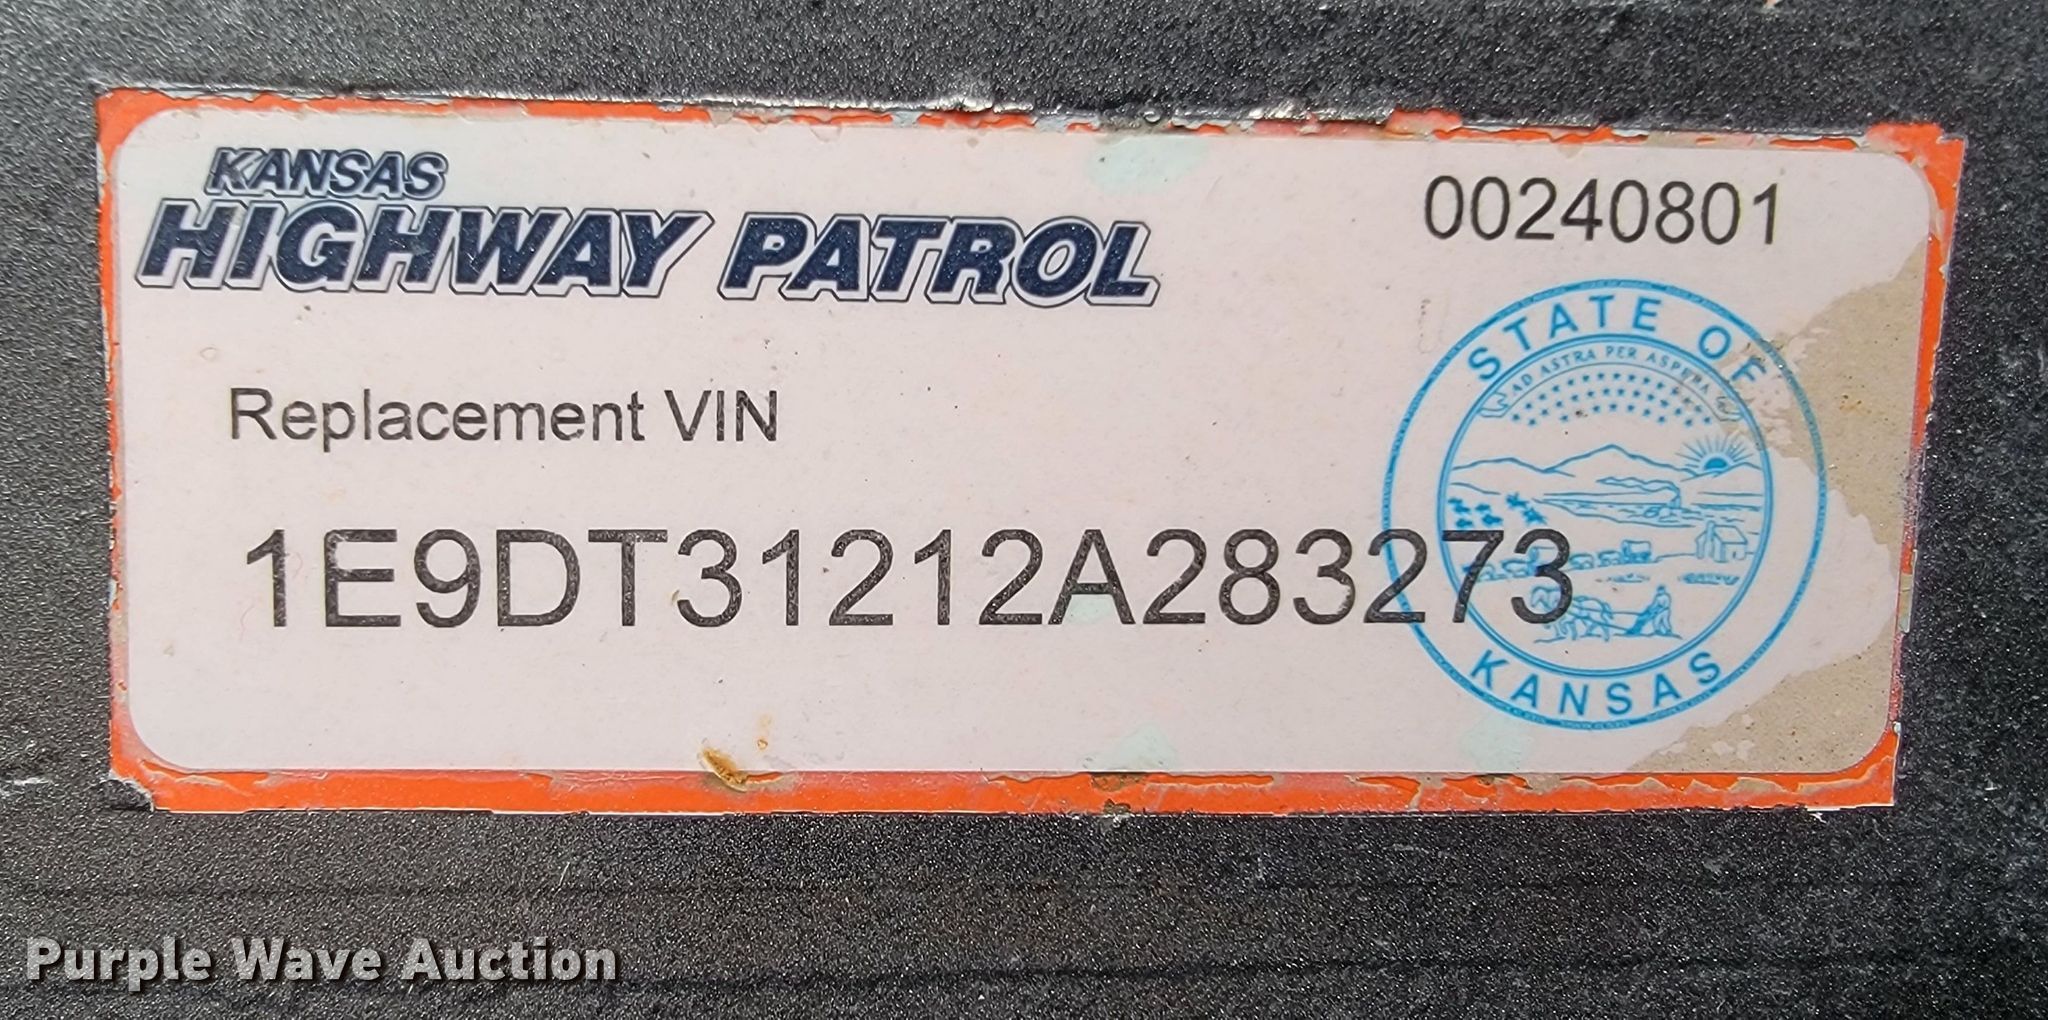 KANSAS
HIGHWAY PATROL
00240801
Replacement VIN
1E9DT31212A283273
STATE OF
AD ASTRA PER ASPERA
KANSAS
Purple Wave Auction